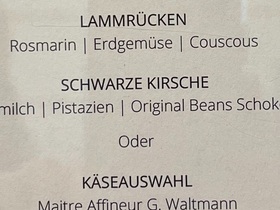 LAMMRÜCKEN
Rosmarin | Erdgemüse | Couscous
SCHWARZE KIRSCHE
milch | Pistazien | Original Beans Schok
Oder
KÄSEAUSWAHL
Maitre Affineur G. Waltmann